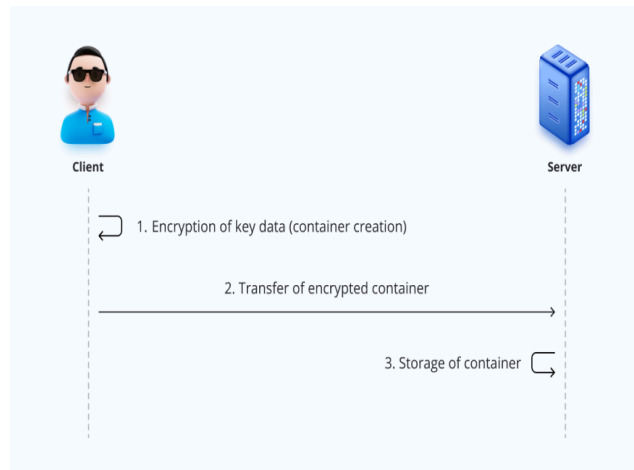 Client
Server
1. Encryption of key data (container creation)
2. Transfer of encrypted container
3. Storage of container